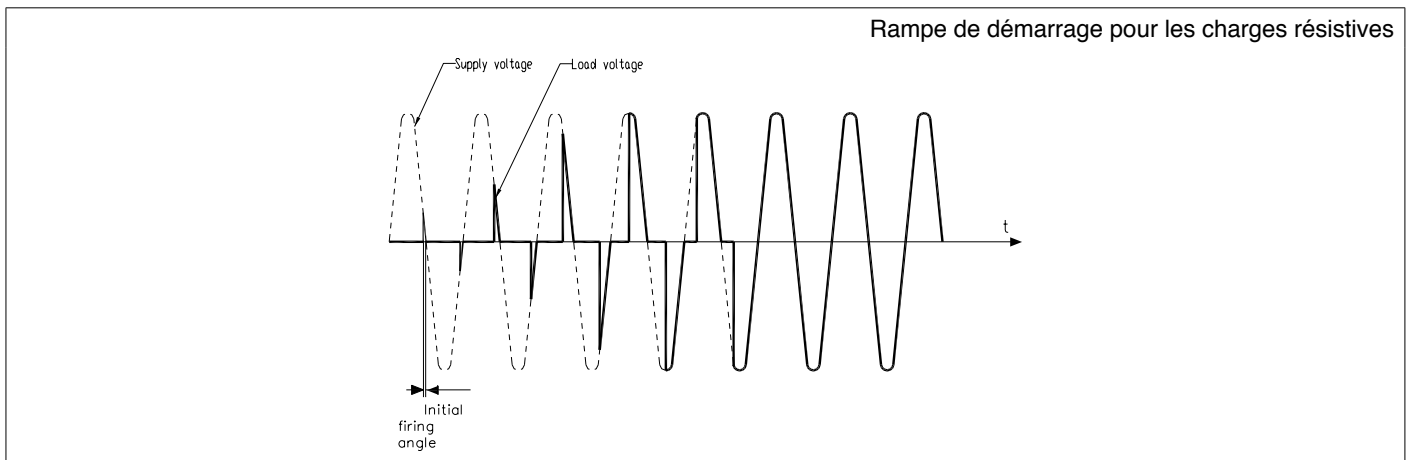 Rampe de démarrage pour les charges résistives
Supply voltage
Load voltage
t
Initial
firing
angle